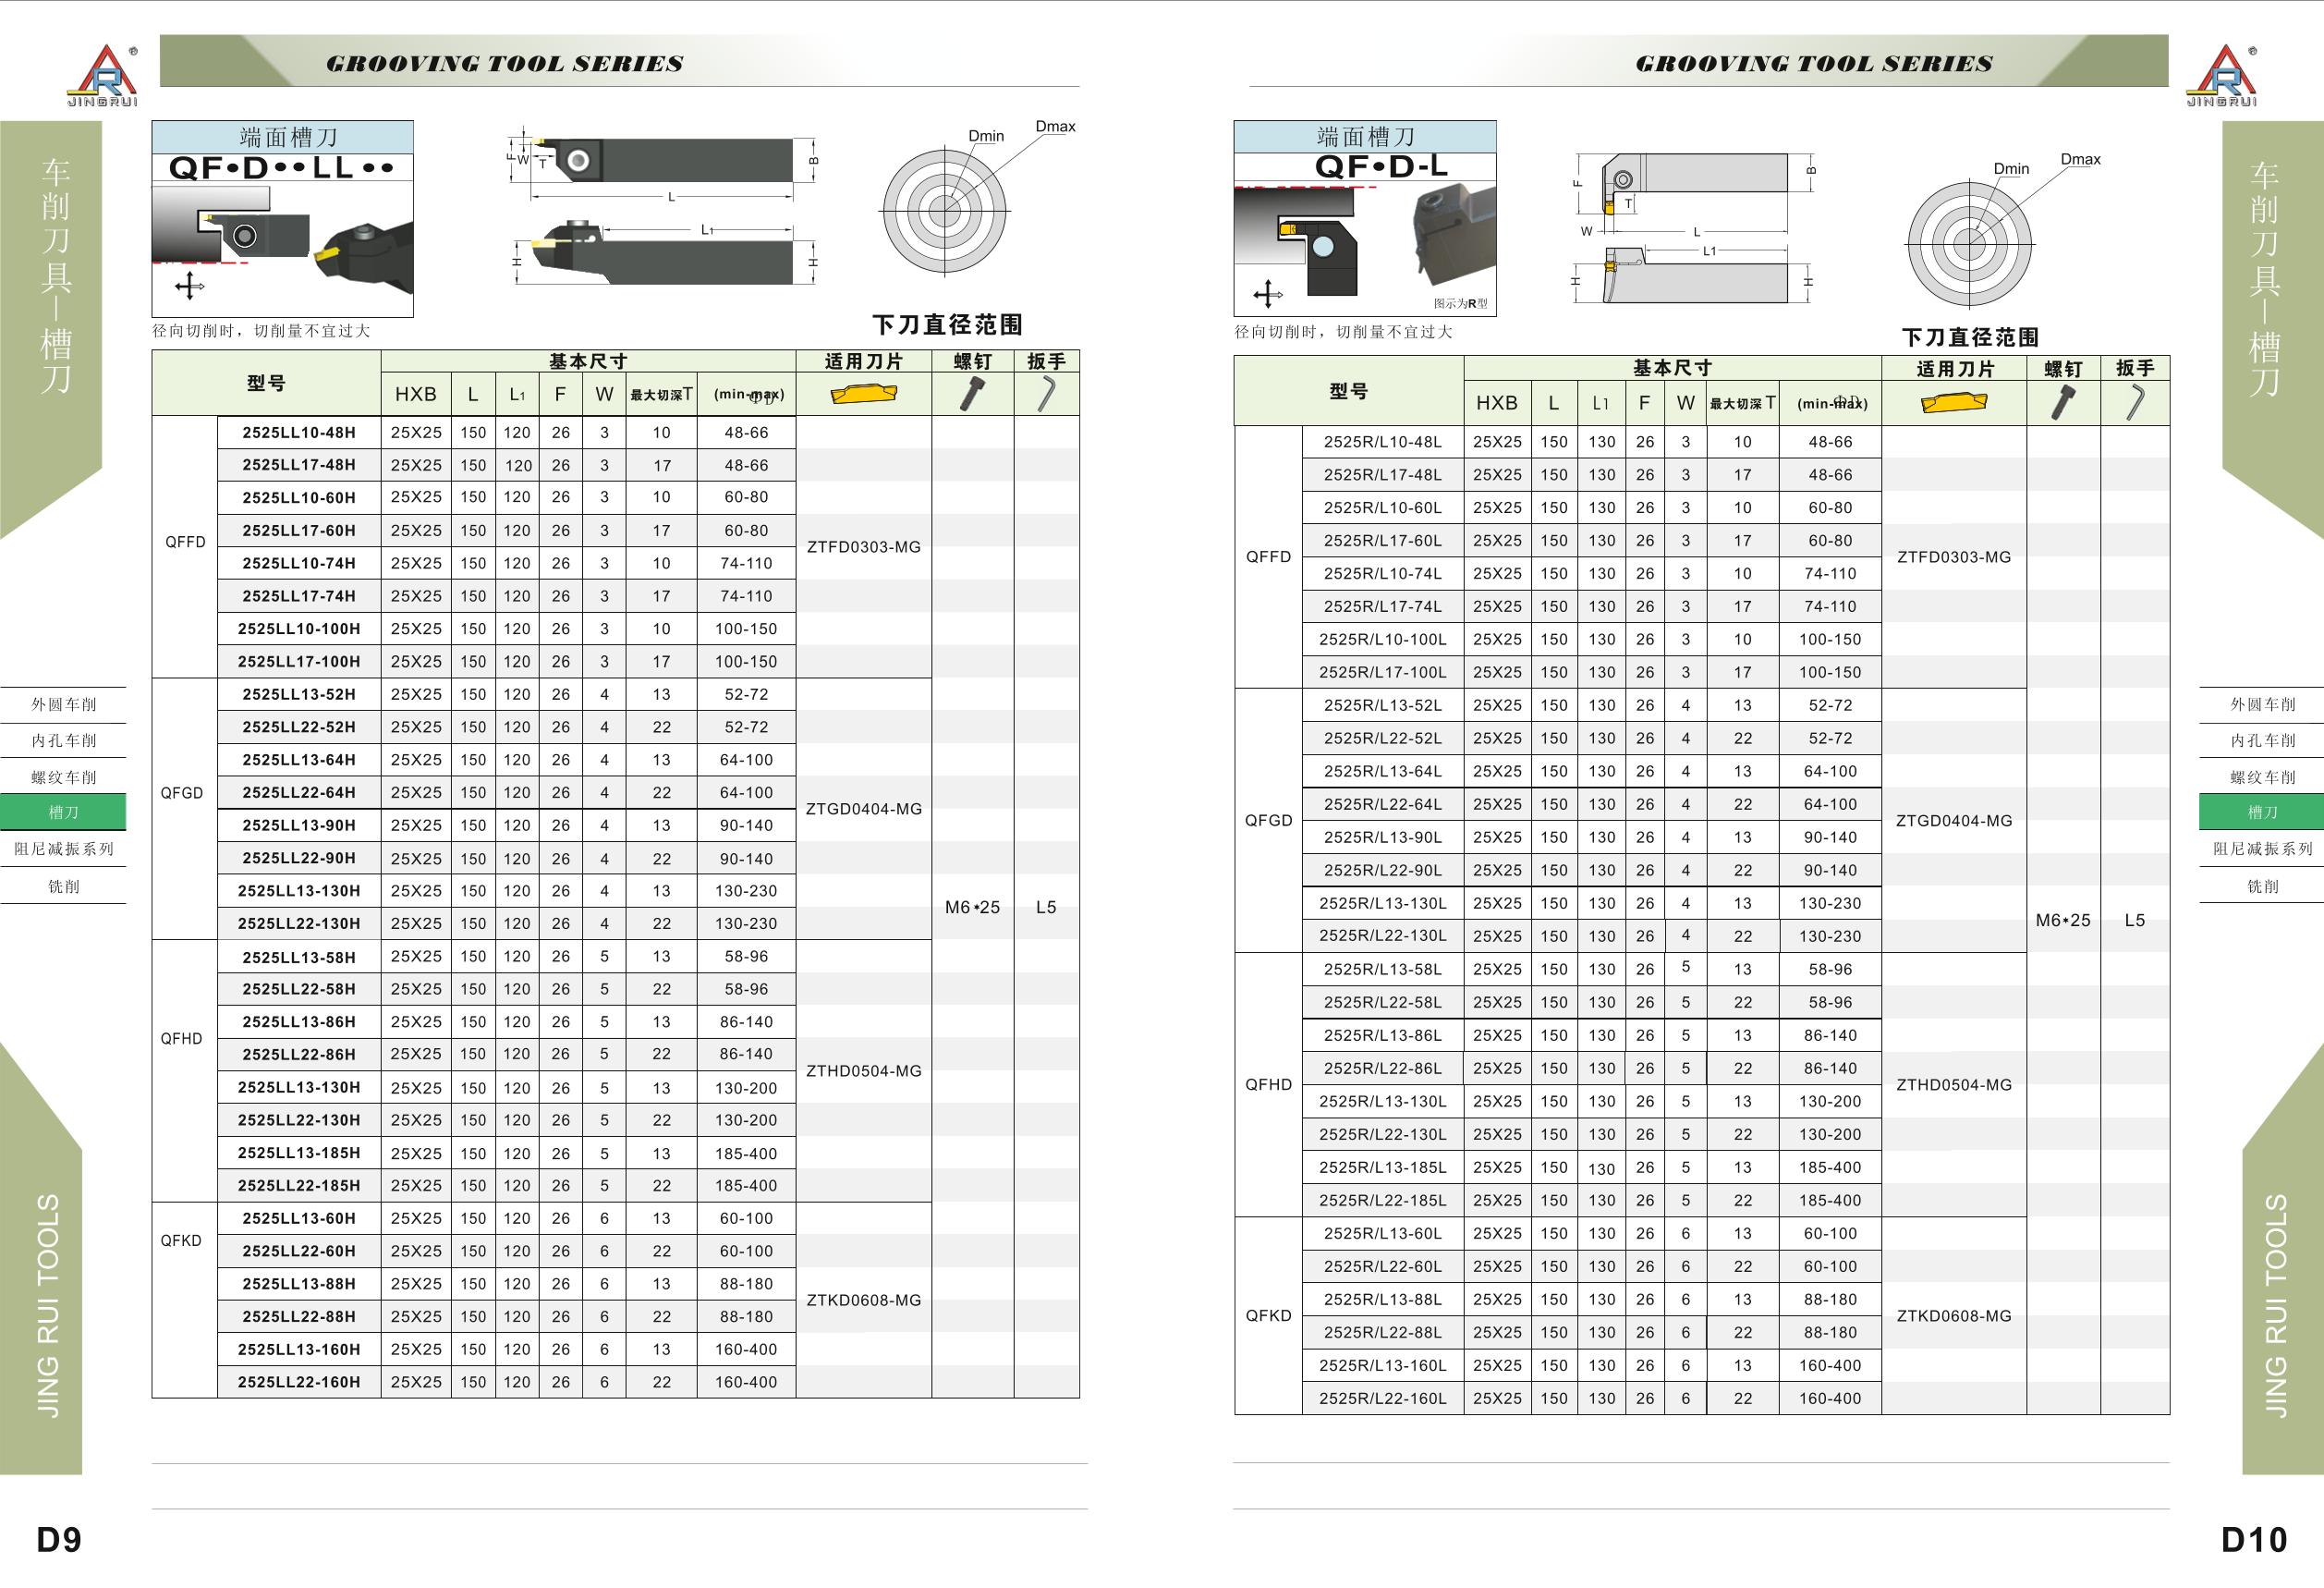 JINGRUI
GROOVING TOOL SERIES
车削刀具—槽刀
端面槽刀
QF•D••LL••
径向切削时，切削量不宜过大
F W T B
L
L1
H H
Dmin
Dmax
下刀直径范围
型号 基本尺寸 适用刀片 螺钉 扳手
HXB L L1 F W 最大切深T ΦD (min-max)
QFFD
2525LL10-48H 25X25 150 120 26 3 10 48-66
2525LL17-48H 25X25 150 120 26 3 17 48-66
2525LL10-60H 25X25 150 120 26 3 10 60-80
2525LL17-60H 25X25 150 120 26 3 17 60-80
2525LL10-74H 25X25 150 120 26 3 10 74-110
2525LL17-74H 25X25 150 120 26 3 17 74-110
2525LL10-100H 25X25 150 120 26 3 10 100-150
2525LL17-100H 25X25 150 120 26 3 17 100-150
ZTFD0303-MG
QFGD
2525LL13-52H 25X25 150 120 26 4 13 52-72
2525LL22-52H 25X25 150 120 26 4 22 52-72
2525LL13-64H 25X25 150 120 26 4 13 64-100
2525LL22-64H 25X25 150 120 26 4 22 64-100
2525LL13-90H 25X25 150 120 26 4 13 90-140
2525LL22-90H 25X25 150 120 26 4 22 90-140
2525LL13-130H 25X25 150 120 26 4 13 130-230
2525LL22-130H 25X25 150 120 26 4 22 130-230
ZTGD0404-MG
M6*25 L5
QFHD
2525LL13-58H 25X25 150 120 26 5 13 58-96
2525LL22-58H 25X25 150 120 26 5 22 58-96
2525LL13-86H 25X25 150 120 26 5 13 86-140
2525LL22-86H 25X25 150 120 26 5 22 86-140
2525LL13-130H 25X25 150 120 26 5 13 130-200
2525LL22-130H 25X25 150 120 26 5 22 130-200
2525LL13-185H 25X25 150 120 26 5 13 185-400
2525LL22-185H 25X25 150 120 26 5 22 185-400
ZTHD0504-MG
QFKD
2525LL13-60H 25X25 150 120 26 6 13 60-100
2525LL22-60H 25X25 150 120 26 6 22 60-100
2525LL13-88H 25X25 150 120 26 6 13 88-180
2525LL22-88H 25X25 150 120 26 6 22 88-180
2525LL13-160H 25X25 150 120 26 6 13 160-400
2525LL22-160H 25X25 150 120 26 6 22 160-400
ZTKD0608-MG
外圆车削
内孔车削
螺纹车削
槽刀
阻尼减振系列
铣削
JING RUI TOOLS
D9
GROOVING TOOL SERIES
JINGRUI
车削刀具—槽刀
端面槽刀
QF•D-L
图示为R型
径向切削时，切削量不宜过大
F T B
W L
L1
H H
Dmin
Dmax
下刀直径范围
型号 基本尺寸 适用刀片 螺钉 扳手
HXB L L1 F W 最大切深T ΦD (min-max)
QFFD
2525R/L10-48L 25X25 150 130 26 3 10 48-66
2525R/L17-48L 25X25 150 130 26 3 17 48-66
2525R/L10-60L 25X25 150 130 26 3 10 60-80
2525R/L17-60L 25X25 150 130 26 3 17 60-80
2525R/L10-74L 25X25 150 130 26 3 10 74-110
2525R/L17-74L 25X25 150 130 26 3 17 74-110
2525R/L10-100L 25X25 150 130 26 3 10 100-150
2525R/L17-100L 25X25 150 130 26 3 17 100-150
ZTFD0303-MG
QFGD
2525R/L13-52L 25X25 150 130 26 4 13 52-72
2525R/L22-52L 25X25 150 130 26 4 22 52-72
2525R/L13-64L 25X25 150 130 26 4 13 64-100
2525R/L22-64L 25X25 150 130 26 4 22 64-100
2525R/L13-90L 25X25 150 130 26 4 13 90-140
2525R/L22-90L 25X25 150 130 26 4 22 90-140
2525R/L13-130L 25X25 150 130 26 4 13 130-230
2525R/L22-130L 25X25 150 130 26 4 22 130-230
ZTGD0404-MG
M6*25 L5
QFHD
2525R/L13-58L 25X25 150 130 26 5 13 58-96
2525R/L22-58L 25X25 150 130 26 5 22 58-96
2525R/L13-86L 25X25 150 130 26 5 13 86-140
2525R/L22-86L 25X25 150 130 26 5 22 86-140
2525R/L13-130L 25X25 150 130 26 5 13 130-200
2525R/L22-130L 25X25 150 130 26 5 22 130-200
2525R/L13-185L 25X25 150 130 26 5 13 185-400
2525R/L22-185L 25X25 150 130 26 5 22 185-400
ZTHD0504-MG
QFKD
2525R/L13-60L 25X25 150 130 26 6 13 60-100
2525R/L22-60L 25X25 150 130 26 6 22 60-100
2525R/L13-88L 25X25 150 130 26 6 13 88-180
2525R/L22-88L 25X25 150 130 26 6 22 88-180
2525R/L13-160L 25X25 150 130 26 6 13 160-400
2525R/L22-160L 25X25 150 130 26 6 22 160-400
ZTKD0608-MG
外圆车削
内孔车削
螺纹车削
槽刀
阻尼减振系列
铣削
JING RUI TOOLS
D10